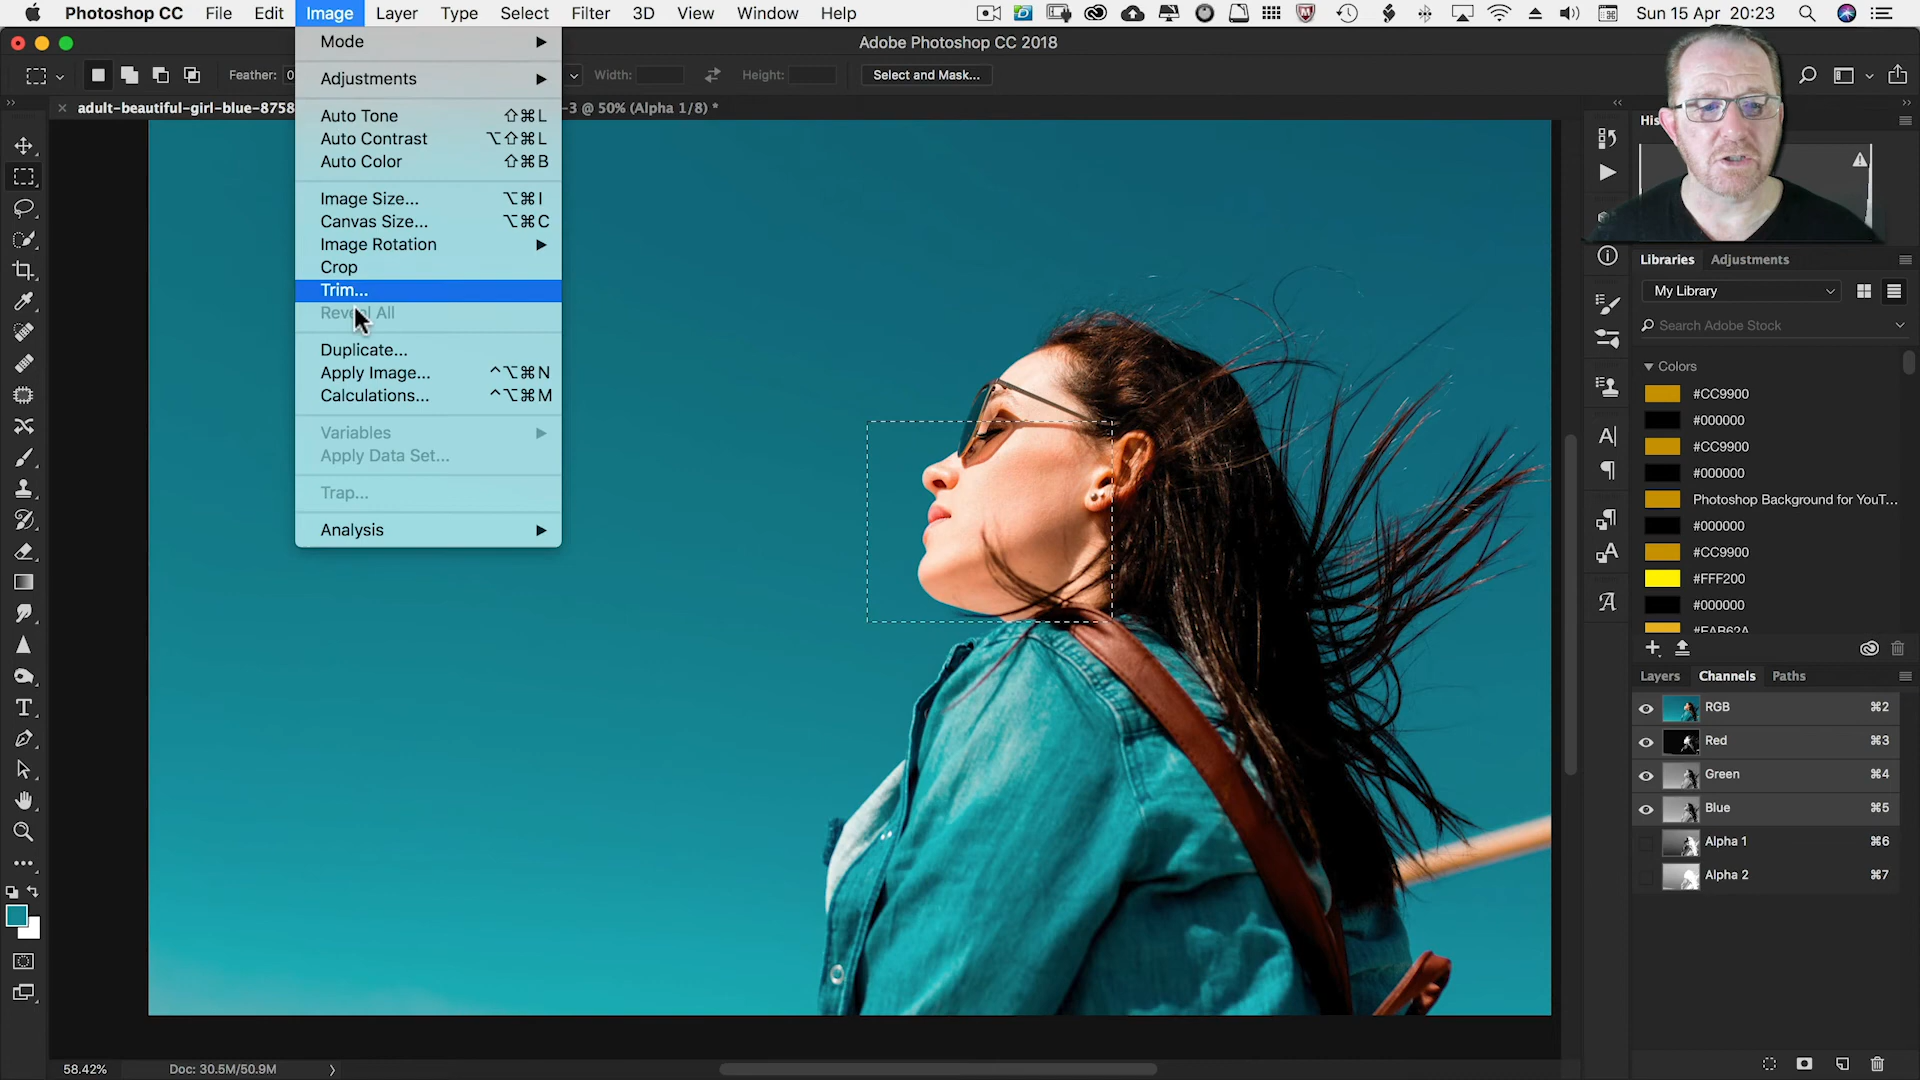 Photoshop CC File Edit Image Layer Type Select Filter 3D View Window Help Sun 15 Apr 20:23
Adobe Photoshop CC 2018
Feather: 0 Width: Height: Select and Mask...
adult-beautiful-girl-blue-8758 -3 @ 50% (Alpha 1/8) *
Mode
Adjustments
Auto Tone ⇧⌘L
Auto Contrast ⌥⇧⌘L
Auto Color ⇧⌘B
Image Size... ⌥⌘I
Canvas Size... ⌥⌘C
Image Rotation
Crop
Trim...
Reveal All
Duplicate...
Apply Image... ^⌥⌘N
Calculations... ^⌥⌘M
Variables
Apply Data Set...
Trap...
Analysis
His
Libraries Adjustments
My Library
Search Adobe Stock
Colors
#CC9900
#000000
#CC9900
#000000
Photoshop Background for YouT...
#000000
#CC9900
#FFF200
#000000
#EAB62A
Layers Channels Paths
RGB ⌘2
Red ⌘3
Green ⌘4
Blue ⌘5
Alpha 1 ⌘6
Alpha 2 ⌘7
58.42% Doc: 30.5M/50.9M